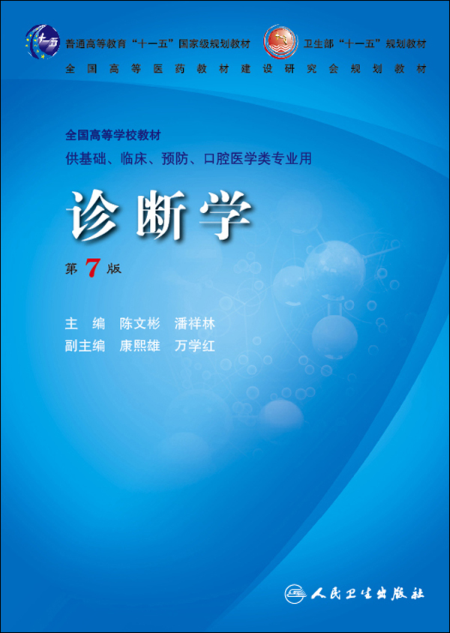 十一五
普通高等教育“十一五”国家级规划教材 卫生部“十一五”规划教材
全国高等医药教材建设研究会规划教材
全国高等学校教材
供基础、临床、预防、口腔医学类专业用
诊断学
第7版
主编 陈文彬 潘祥林
副主编 康熙雄 万学红
人民卫生出版社